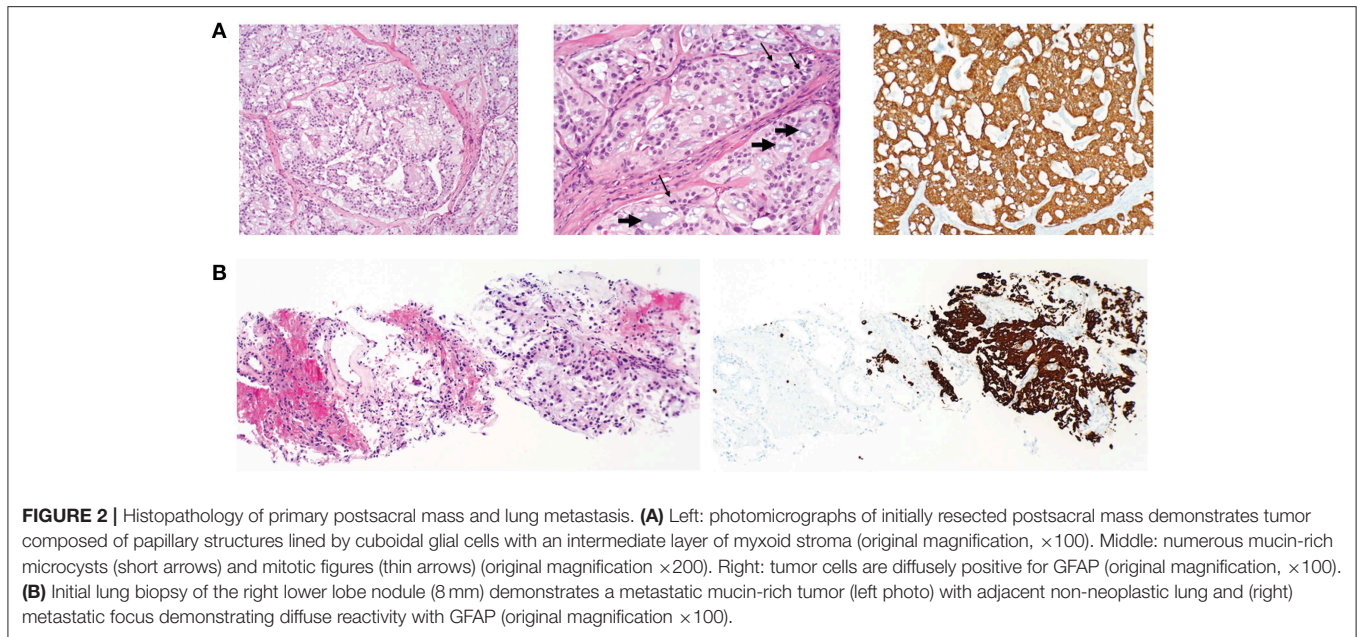 A
B
FIGURE 2 | Histopathology of primary postsacral mass and lung metastasis. (A) Left: photomicrographs of initially resected postsacral mass demonstrates tumor
composed of papillary structures lined by cuboidal glial cells with an intermediate layer of myxoid stroma (original magnification, ×100). Middle: numerous mucin-rich
microcysts (short arrows) and mitotic figures (thin arrows) (original magnification ×200). Right: tumor cells are diffusely positive for GFAP (original magnification, ×100).
(B) Initial lung biopsy of the right lower lobe nodule (8 mm) demonstrates a metastatic mucin-rich tumor (left photo) with adjacent non-neoplastic lung and (right)
metastatic focus demonstrating diffuse reactivity with GFAP (original magnification ×100).